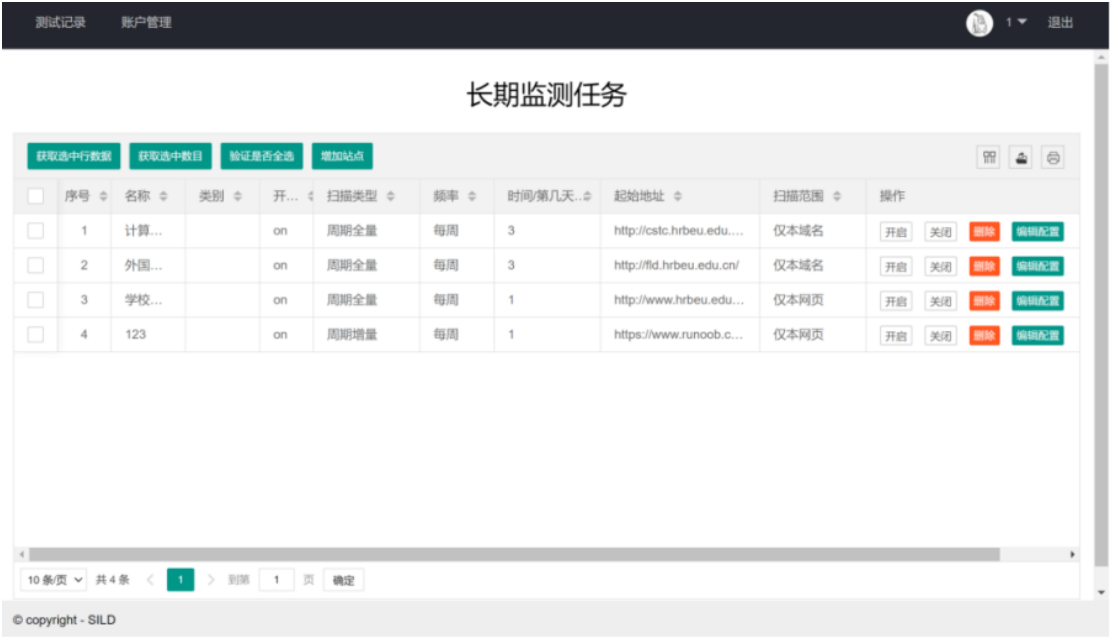 测试记录 账户管理 1 退出
长期监测任务
获取选中行数据 获取选中数目 验证是否全选 增加站点
序号 名称 类别 开... 扫描类型 频率 时间/第几天... 起始地址 扫描范围 操作
1 计算... on 周期全量 每周 3 http://cstc.hrbeu.edu.... 仅本域名 开启 关闭 删除 编辑配置
2 外国... on 周期全量 每周 3 http://fld.hrbeu.edu.cn/ 仅本域名 开启 关闭 删除 编辑配置
3 学校... on 周期全量 每周 1 http://www.hrbeu.edu... 仅本网页 开启 关闭 删除 编辑配置
4 123 on 周期增量 每周 1 https://www.runoob.c... 仅本网页 开启 关闭 删除 编辑配置
10 条/页 共 4 条 1 到第 1 页 确定
© copyright - SILD